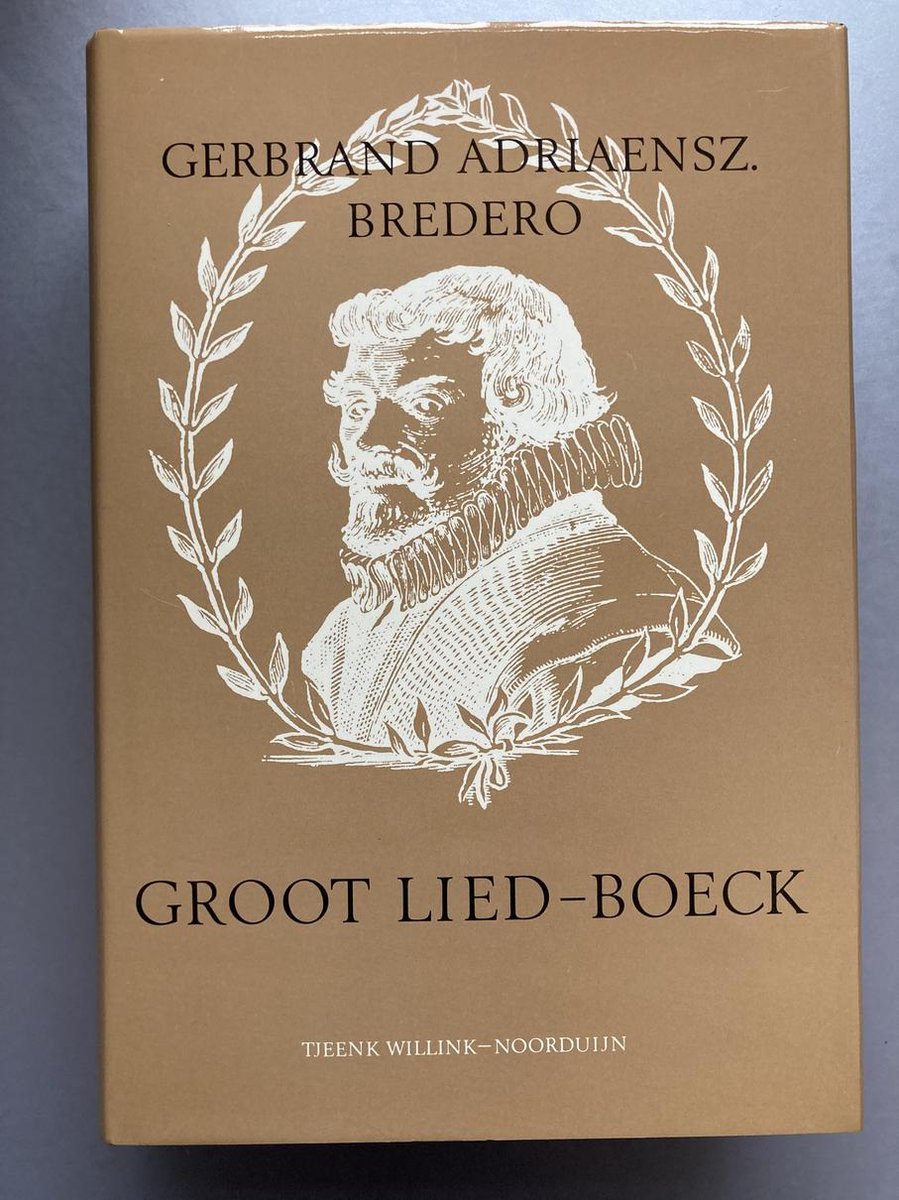 GERBRAND ADRIAENSZ.
BREDERO
GROOT LIED-BOECK
TJEENK WILLINK–NOORDUIJN